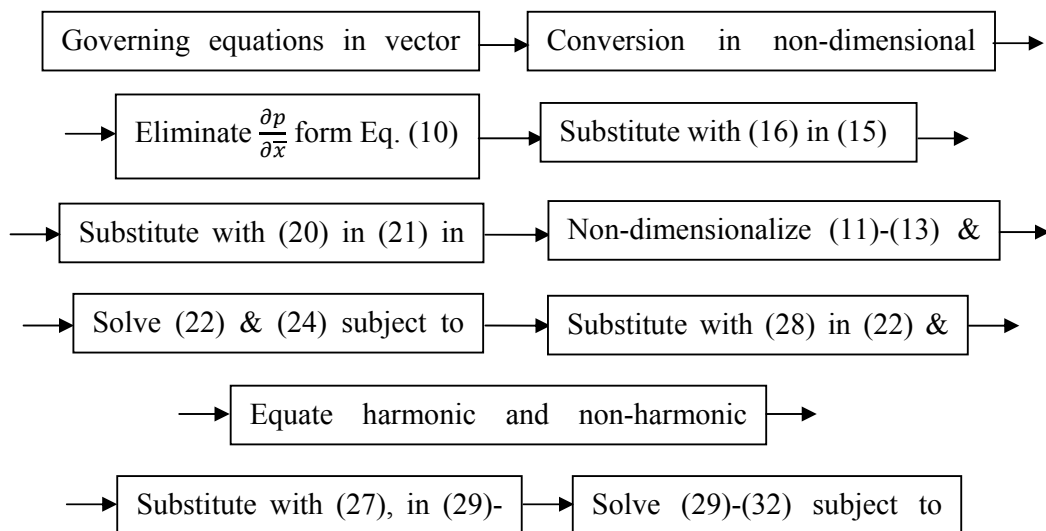 Governing equations in vector
Conversion in non-dimensional
Eliminate ∂p/∂x̄ form Eq. (10)
Substitute with (16) in (15)
Substitute with (20) in (21) in
Non-dimensionalize (11)-(13) &
Solve (22) & (24) subject to
Substitute with (28) in (22) &
Equate harmonic and non-harmonic
Substitute with (27), in (29)-
Solve (29)-(32) subject to